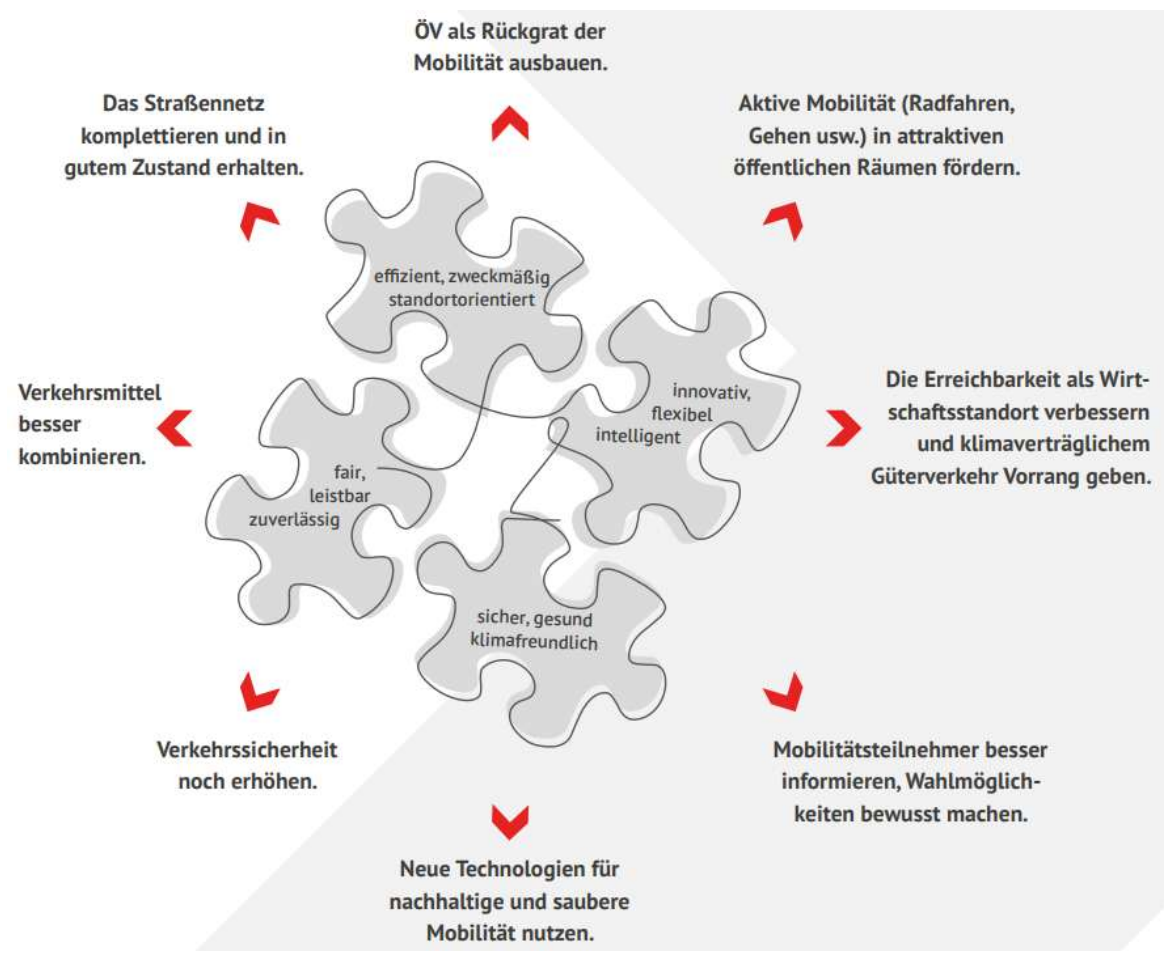 ÖV als Rückgrat der
Mobilität ausbauen.
Das Straßennetz
komplettieren und in
gutem Zustand erhalten.
Aktive Mobilität (Radfahren,
Gehen usw.) in attraktiven
öffentlichen Räumen fördern.
effizient, zweckmäßig
standortorientiert
Verkehrsmittel
besser
kombinieren.
innovativ,
flexibel
intelligent
Die Erreichbarkeit als Wirt-
schaftsstandort verbessern
und klimaverträglichem
Güterverkehr Vorrang geben.
fair,
leistbar
zuverlässig
sicher, gesund
klimafreundlich
Verkehrssicherheit
noch erhöhen.
Mobilitätsteilnehmer besser
informieren, Wahlmöglich-
keiten bewusst machen.
Neue Technologien für
nachhaltige und saubere
Mobilität nutzen.